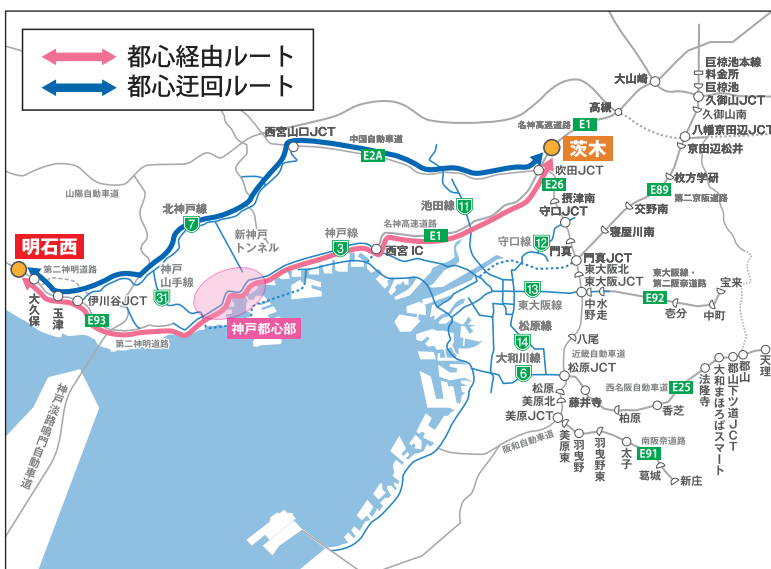 都心経由ルート
都心迂回ルート
大山崎
巨椋池本線
料金所
巨椋池
久御山JCT
久御山南
高槻
名神高速道路
E1
八幡京田辺JCT
京田辺松井
西宮山口JCT
中国自動車道
E2A
茨木
吹田JCT
E26
枚方学研
E89
第二京阪道路
山陽自動車道
北神戸線
7
池田線
11
摂津南
守口JCT
交野南
新神戸
トンネル
神戸線
3
名神高速道路
E1
西宮 IC
守口線
12
門真
寝屋川南
明石西
第二神明道路
神戸
山手線
31
門真JCT
東大阪北
東大阪JCT
東大阪線・
第二阪奈道路
E92
宝来
大久保
玉津
伊川谷JCT
E93
第二神明道路
神戸都心部
13
東大阪線
中野
水走
壱分
中町
松原線
14
八尾
近畿自動車道
大和川線
6
松原JCT
西名阪自動車道
E25
松原
美原北
美原JCT
藤井寺
柏原
香芝
法隆寺
大和まほろばスマート
郡山下ツ道JCT
郡山
天理
神戸淡路鳴門自動車道
阪和自動車道
美原東
羽曳野
羽曳野東
太子
南阪奈道路
E91
葛城
新庄